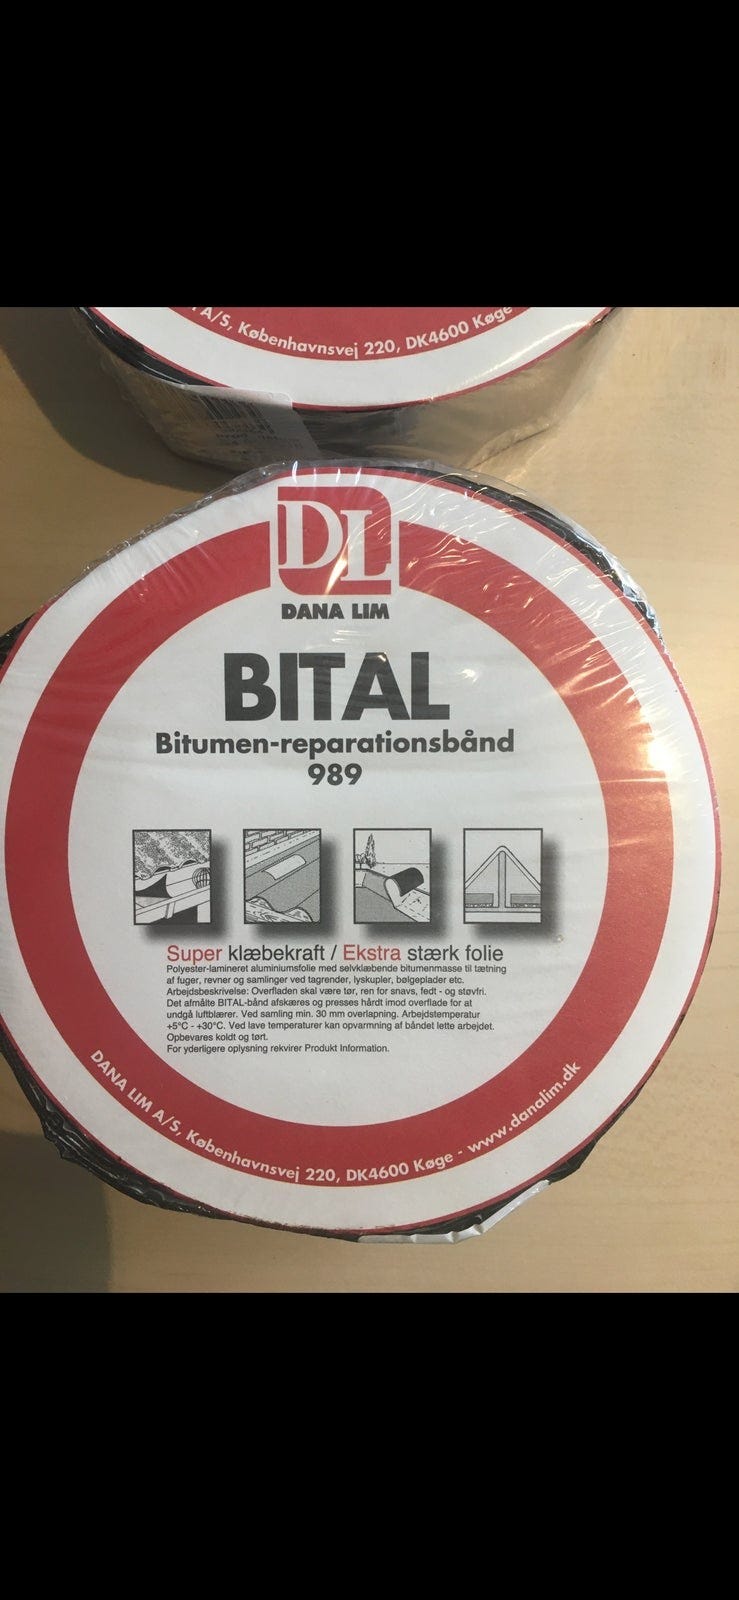 A/S, Københavnsvej 220, DK4600 Køge
DL
DANA LIM
BITAL
Bitumen-reparationsbånd
989
Super klæbekraft / Ekstra stærk folie
Polyester-lamineret aluminiumsfolie med selvklæbende bitumenmasse til tætning
af fuger, revner og samlinger ved tagrender, lyskupler, bølgeplader etc.
Arbejdsbeskrivelse: Overfladen skal være tør, ren for snavs, fedt - og støvfri.
Det afmålte BITAL-bånd afskæres og presses hårdt imod overflade for at
undgå luftblærer. Ved samling min. 30 mm overlapning. Arbejdstemperatur
+5°C - +30°C. Ved lave temperaturer kan opvarmning af båndet lette arbejdet.
Opbevares koldt og tørt.
For yderligere oplysning rekvirer Produkt Information.
DANA LIM A/S, Københavnsvej 220, DK4600 Køge - www.danalim.dk